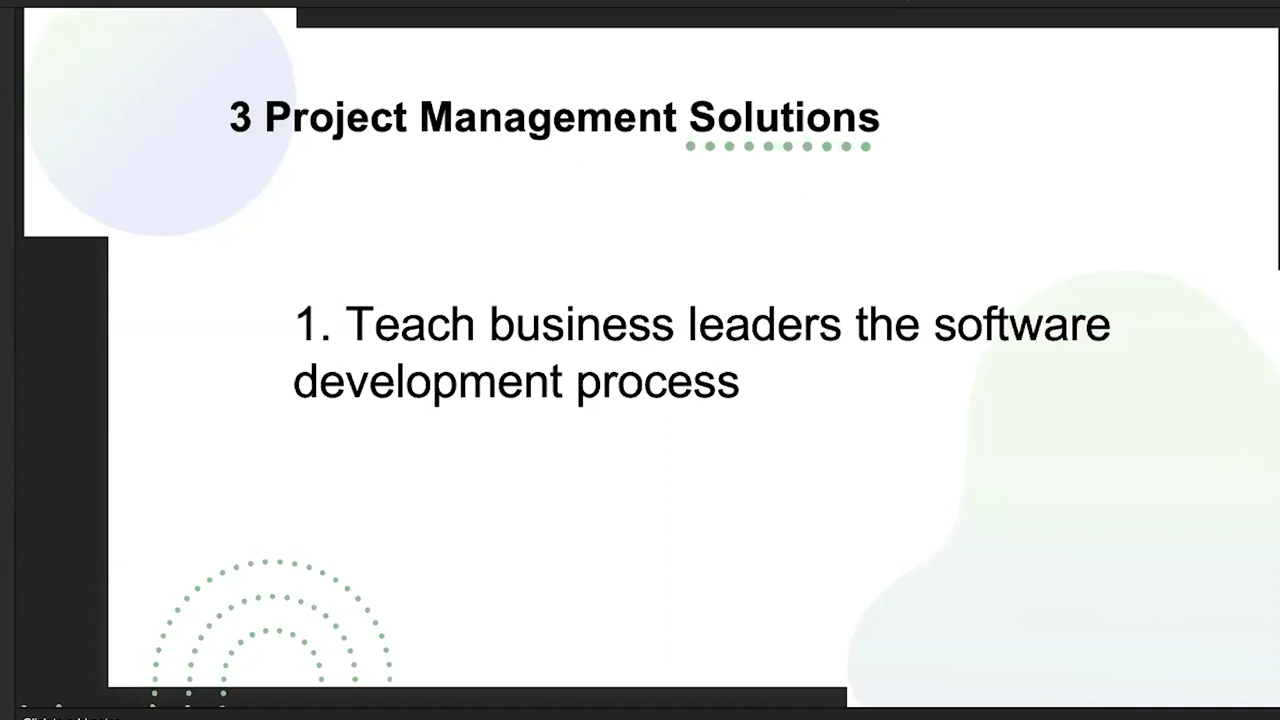 3 Project Management Solutions
1. Teach business leaders the software
development process